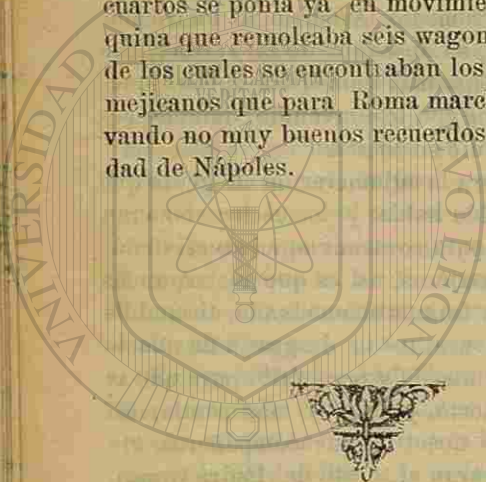 cuartos se ponía ya en movimie
quina que remolcaba seis wagon
de los cuales se encontraban los
mejicanos que para Roma marc
vando no muy buenos recuerdos
dad de Nápoles.